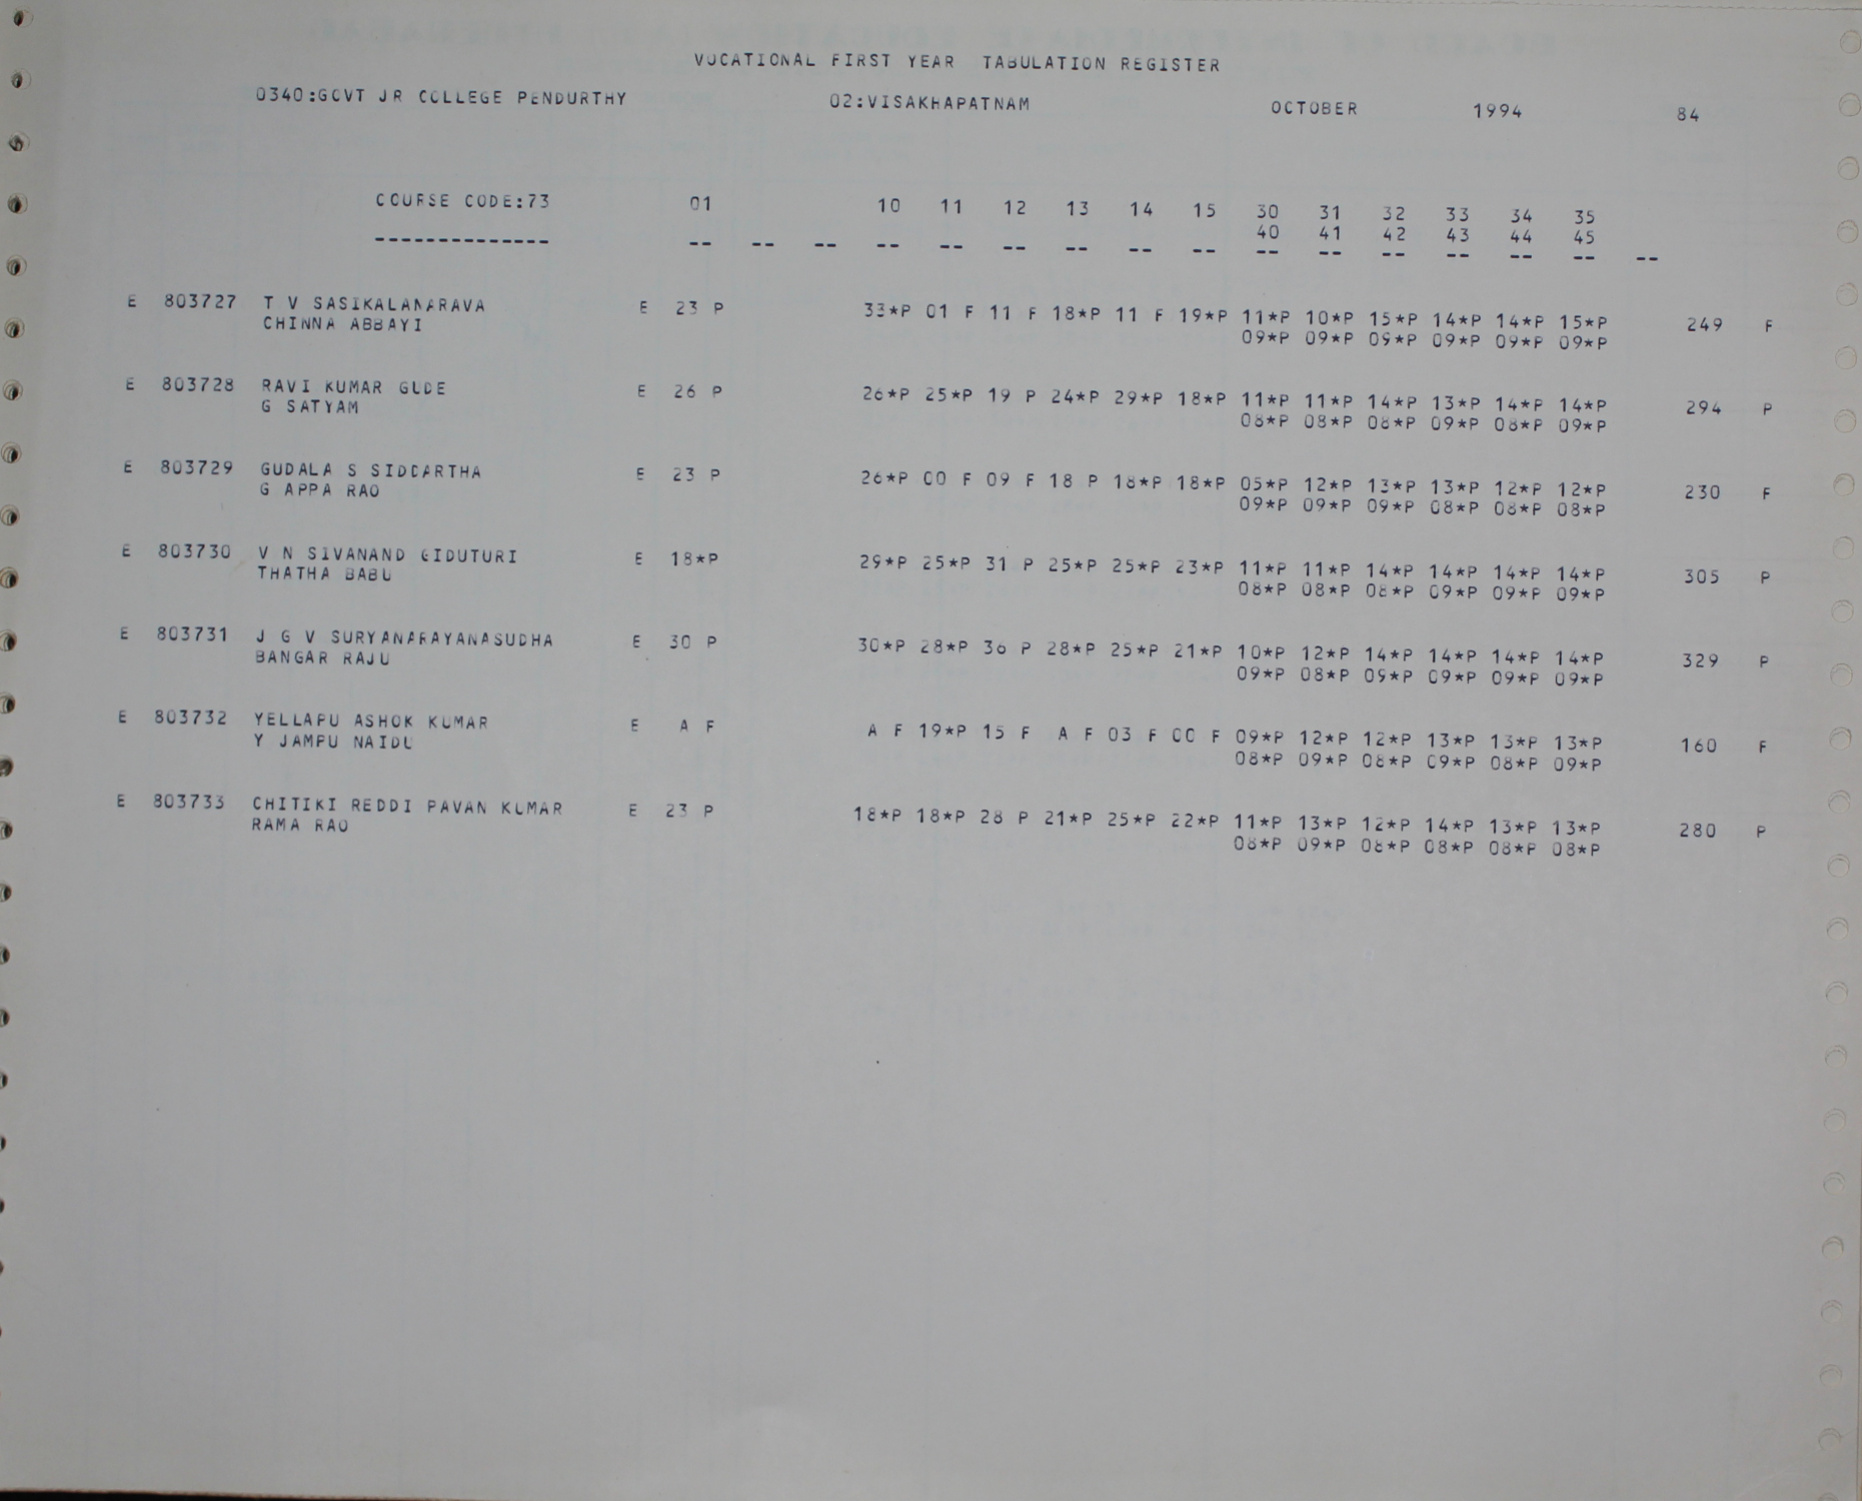 VOCATIONAL FIRST YEAR TABULATION REGISTER
0340:GOVT JR COLLEGE PENDURTHY 02:VISAKHAPATNAM OCTOBER 1994 84
COURSE CODE:73 01 10 11 12 13 14 15 30 31 32 33 34 35
40 41 42 43 44 45
-------------- -- -- -- -- -- -- -- -- -- -- -- -- -- -- -- --
E 803727 T V SASIKALANARAVA E 23 P 33*P 01 F 11 F 18*P 11 F 19*P 11*P 10*P 15*P 14*P 14*P 15*P 249 F
CHINNA ABBAYI 09*P 09*P 09*P 09*P 09*P 09*P
E 803728 RAVI KUMAR GUDE E 26 P 26*P 25*P 19 P 24*P 29*P 18*P 11*P 11*P 14*P 13*P 14*P 14*P 294 P
G SATYAM 08*P 08*P 08*P 09*P 08*P 09*P
E 803729 GUDALA S SIDDARTHA E 23 P 26*P 00 F 09 F 18 P 18*P 18*P 05*P 12*P 13*P 13*P 12*P 12*P 230 F
G APPA RAO 09*P 09*P 09*P 08*P 08*P 08*P
E 803730 V N SIVANAND GIDUTURI E 18*P 29*P 25*P 31 P 25*P 25*P 23*P 11*P 11*P 14*P 14*P 14*P 14*P 305 P
THATHA BABU 08*P 08*P 08*P 09*P 09*P 09*P
E 803731 J G V SURYANARAYANASUDHA E 30 P 30*P 28*P 36 P 28*P 25*P 21*P 10*P 12*P 14*P 14*P 14*P 14*P 329 P
BANGAR RAJU 09*P 08*P 09*P 09*P 09*P 09*P
E 803732 YELLAPU ASHOK KUMAR E A F A F 19*P 15 F A F 03 F 00 F 09*P 12*P 12*P 13*P 13*P 13*P 160 F
Y JAMPU NAIDU 08*P 09*P 08*P 09*P 08*P 09*P
E 803733 CHITIKI REDDI PAVAN KUMAR E 23 P 18*P 18*P 28 P 21*P 25*P 22*P 11*P 13*P 12*P 14*P 13*P 13*P 280 P
RAMA RAO 08*P 09*P 08*P 08*P 08*P 08*P